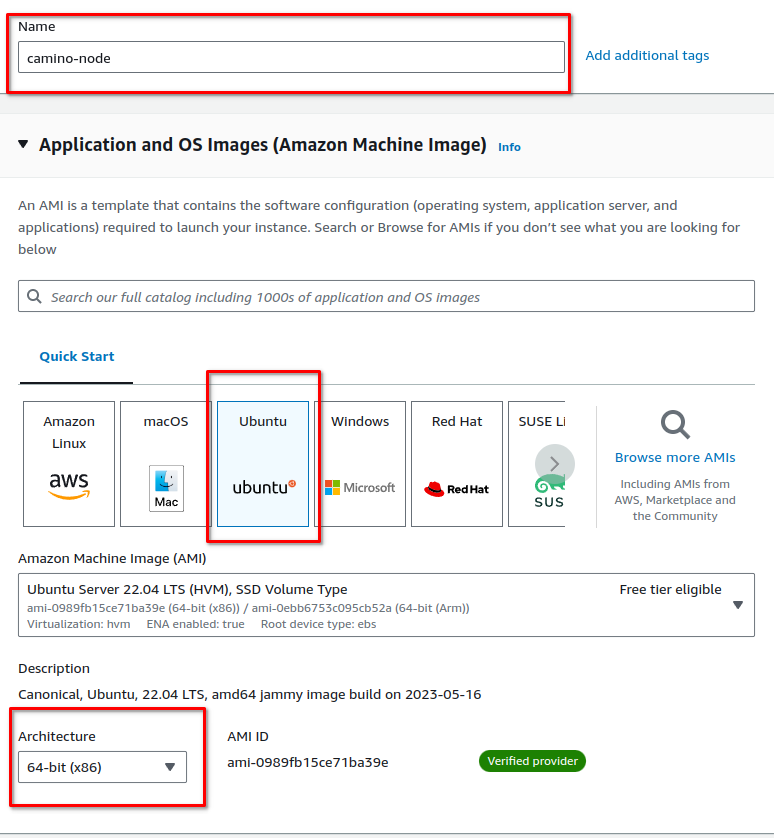 Name
camino-node
Add additional tags
Application and OS Images (Amazon Machine Image) Info
An AMI is a template that contains the software configuration (operating system, application server, and
applications) required to launch your instance. Search or Browse for AMIs if you don’t see what you are looking for
below
Search our full catalog including 1000s of application and OS images
Quick Start
Amazon
Linux
aws
macOS
Mac
Ubuntu
ubuntu
Windows
Microsoft
Red Hat
RedHat
SUSE Li
SUS
Browse more AMIs
Including AMIs from
AWS, Marketplace and
the Community
Amazon Machine Image (AMI)
Ubuntu Server 22.04 LTS (HVM), SSD Volume Type
Free tier eligible
ami-0989fb15ce71ba39e (64-bit (x86)) / ami-0ebb6753c095cb52a (64-bit (Arm))
Virtualization: hvm ENA enabled: true Root device type: ebs
Description
Canonical, Ubuntu, 22.04 LTS, amd64 jammy image build on 2023-05-16
Architecture
64-bit (x86)
AMI ID
ami-0989fb15ce71ba39e
Verified provider